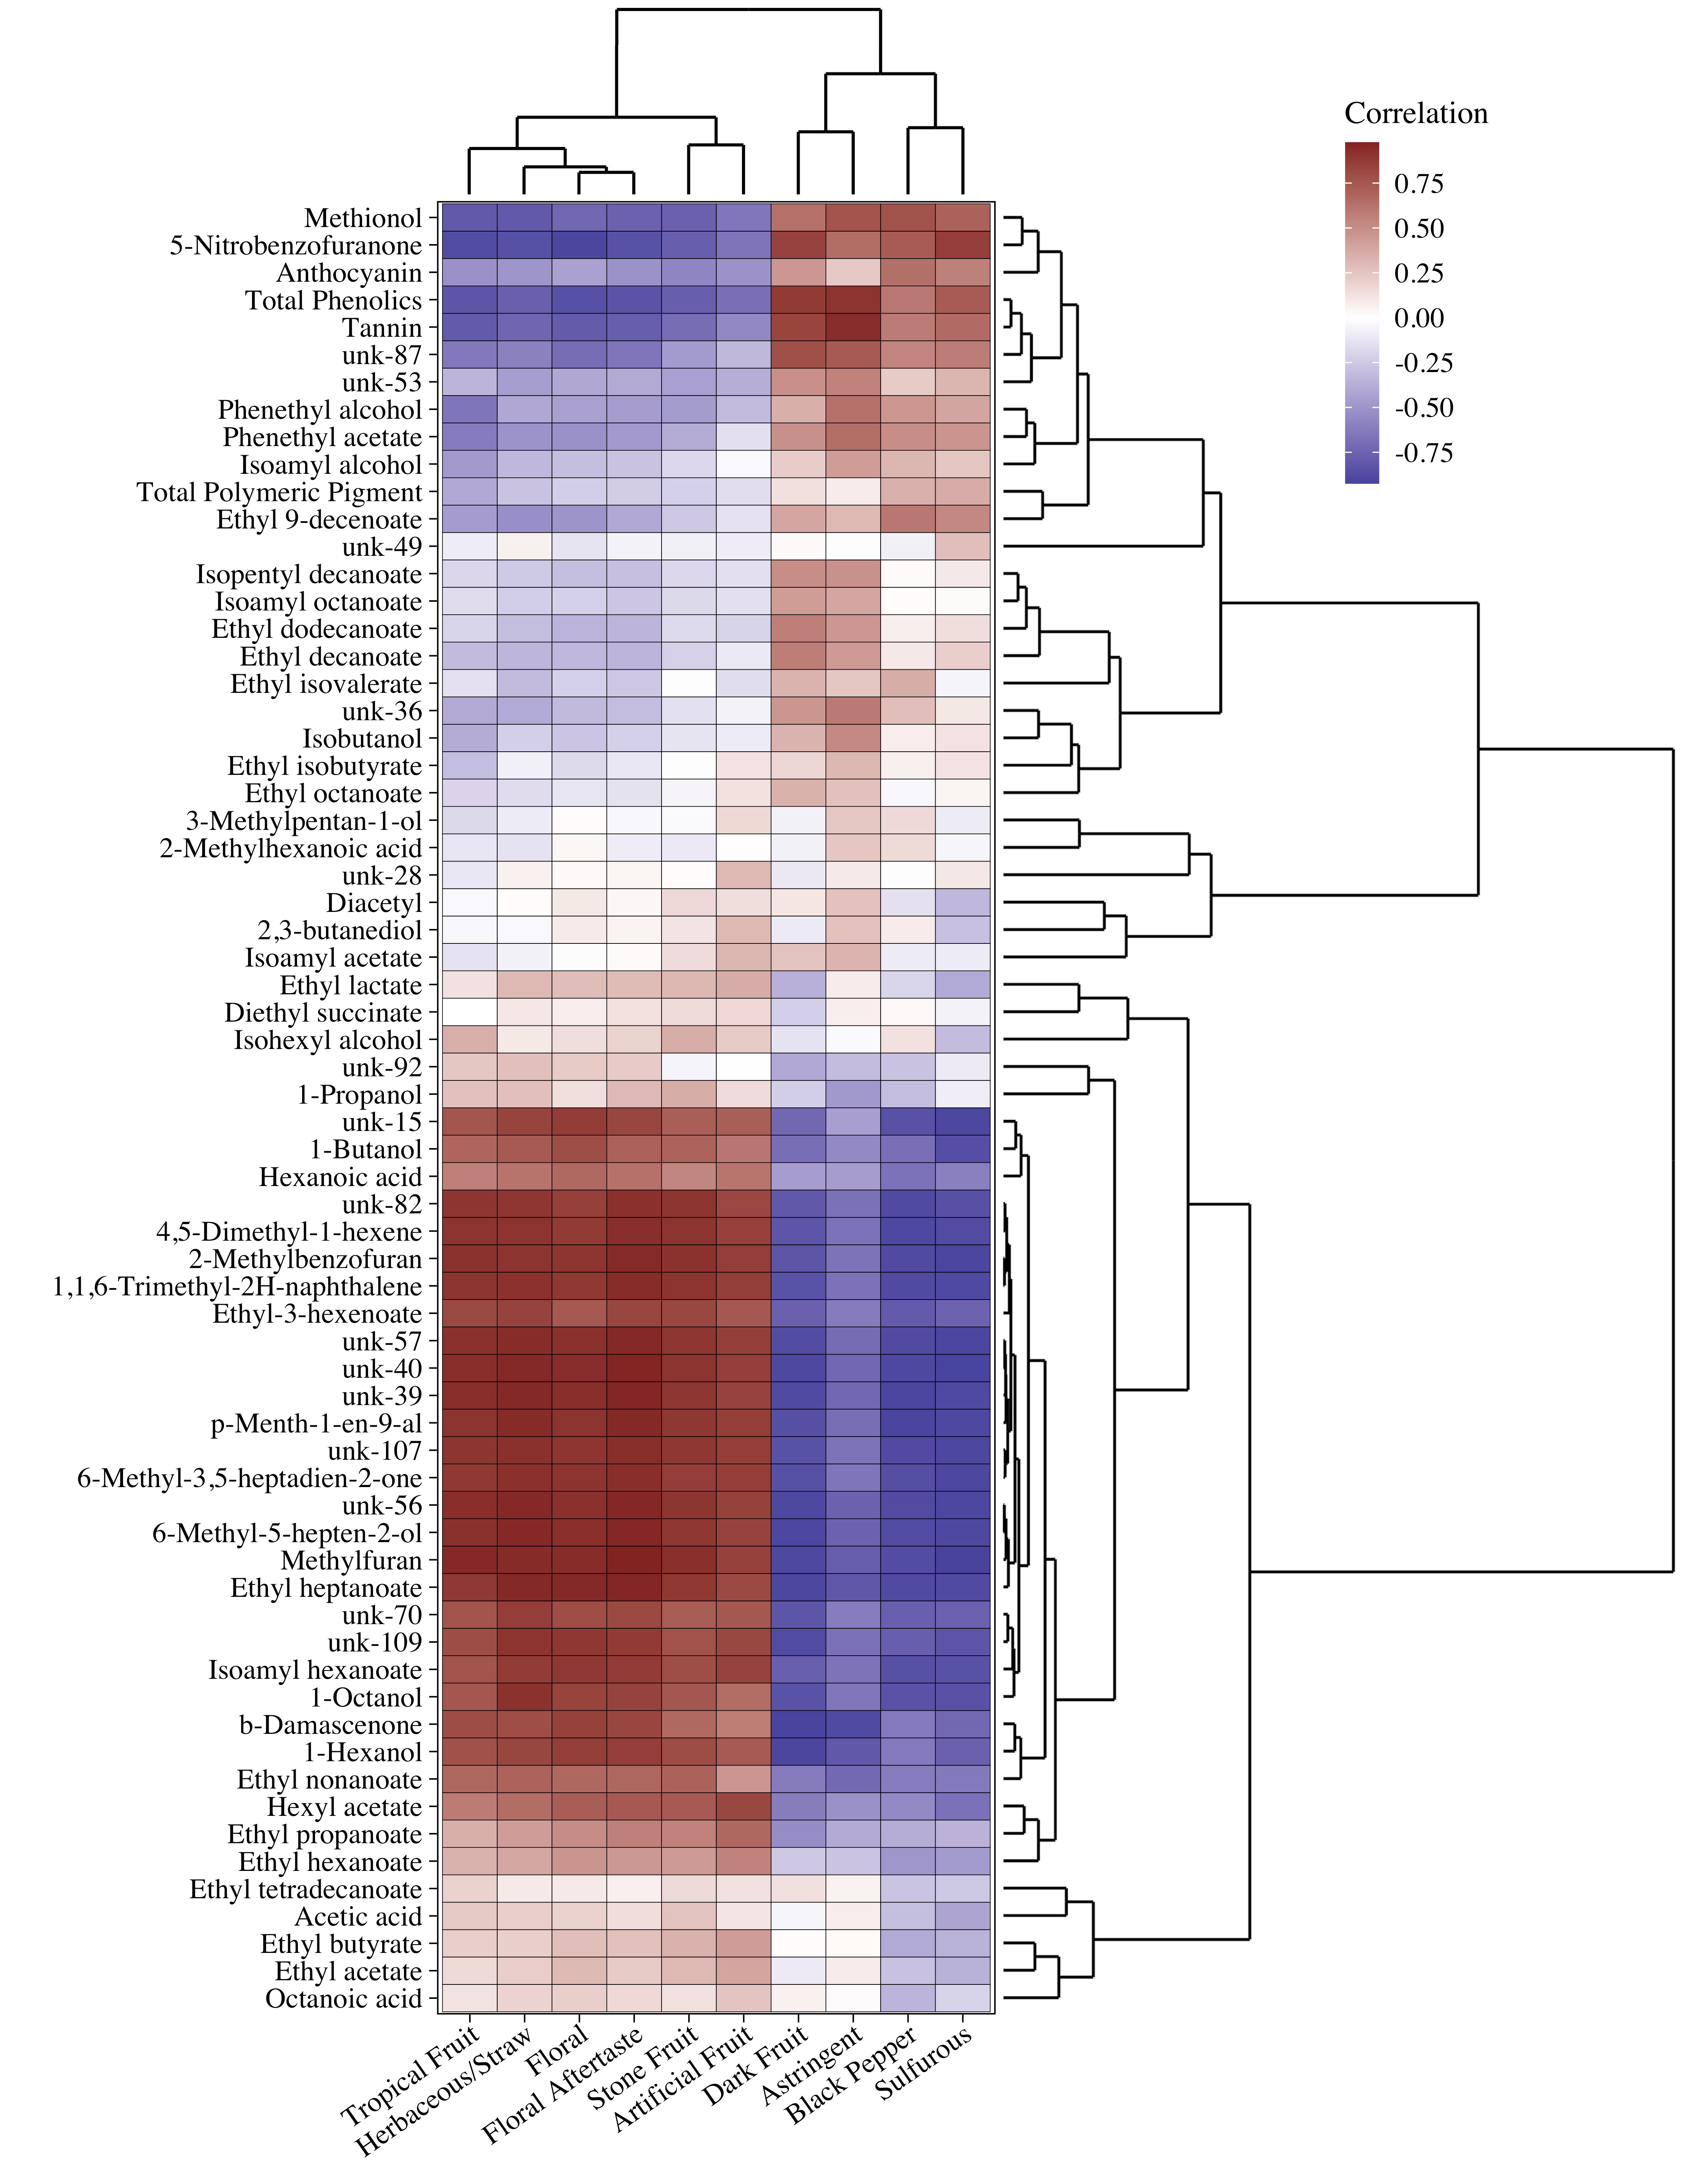 Correlation
0.75
0.50
0.25
0.00
-0.25
-0.50
-0.75
Methionol
5-Nitrobenzofuranone
Anthocyanin
Total Phenolics
Tannin
unk-87
unk-53
Phenethyl alcohol
Phenethyl acetate
Isoamyl alcohol
Total Polymeric Pigment
Ethyl 9-decenoate
unk-49
Isopentyl decanoate
Isoamyl octanoate
Ethyl dodecanoate
Ethyl decanoate
Ethyl isovalerate
unk-36
Isobutanol
Ethyl isobutyrate
Ethyl octanoate
3-Methylpentan-1-ol
2-Methylhexanoic acid
unk-28
Diacetyl
2,3-butanediol
Isoamyl acetate
Ethyl lactate
Diethyl succinate
Isohexyl alcohol
unk-92
1-Propanol
unk-15
1-Butanol
Hexanoic acid
unk-82
4,5-Dimethyl-1-hexene
2-Methylbenzofuran
1,1,6-Trimethyl-2H-naphthalene
Ethyl-3-hexenoate
unk-57
unk-40
unk-39
p-Menth-1-en-9-al
unk-107
6-Methyl-3,5-heptadien-2-one
unk-56
6-Methyl-5-hepten-2-ol
Methylfuran
Ethyl heptanoate
unk-70
unk-109
Isoamyl hexanoate
1-Octanol
b-Damascenone
1-Hexanol
Ethyl nonanoate
Hexyl acetate
Ethyl propanoate
Ethyl hexanoate
Ethyl tetradecanoate
Acetic acid
Ethyl butyrate
Ethyl acetate
Octanoic acid
Tropical Fruit
Herbaceous/Straw
Floral
Floral Aftertaste
Stone Fruit
Artificial Fruit
Dark Fruit
Astringent
Black Pepper
Sulfurous